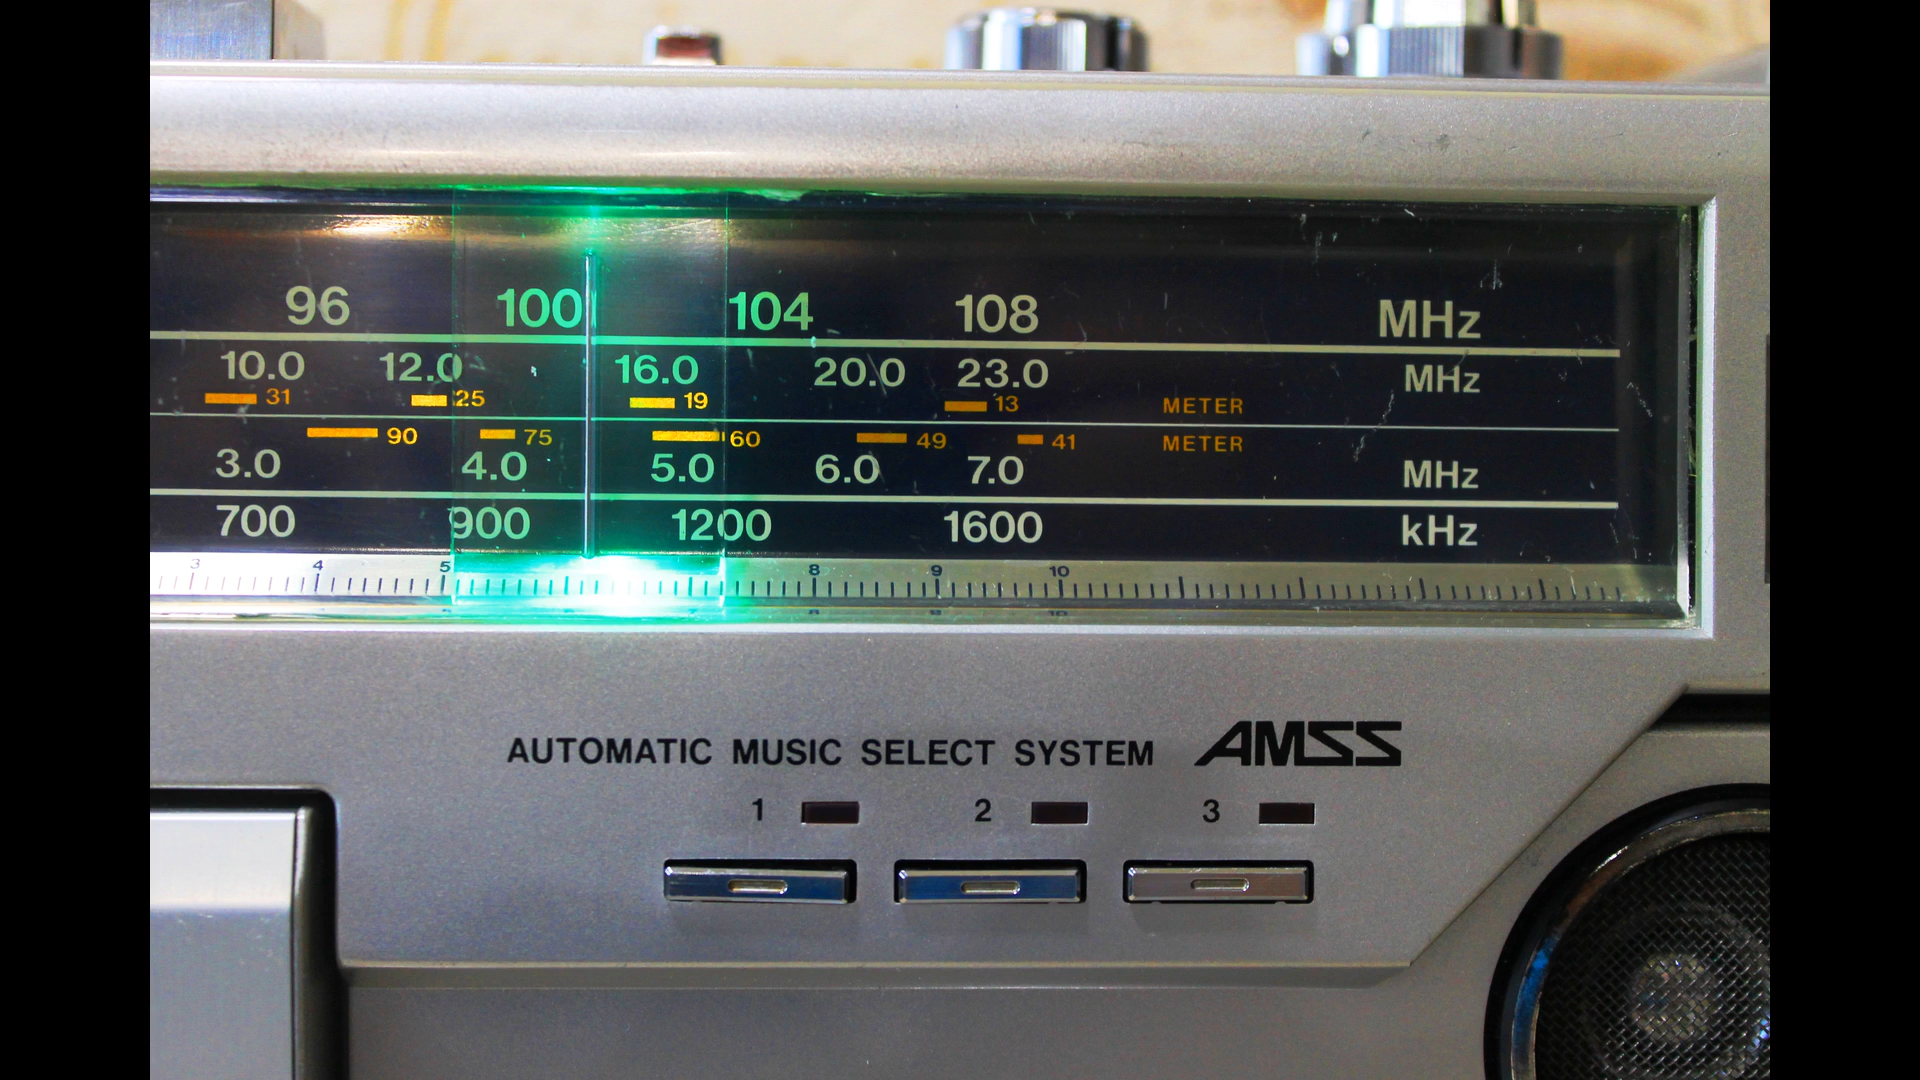 96 100 104 108 MHz
10.0 12.0 16.0 20.0 23.0 MHz
31 25 19 13 METER
90 75 60 49 41 METER
3.0 4.0 5.0 6.0 7.0 MHz
700 900 1200 1600 kHz
3 4 5 8 9 10
AUTOMATIC MUSIC SELECT SYSTEM AMSS
1 2 3